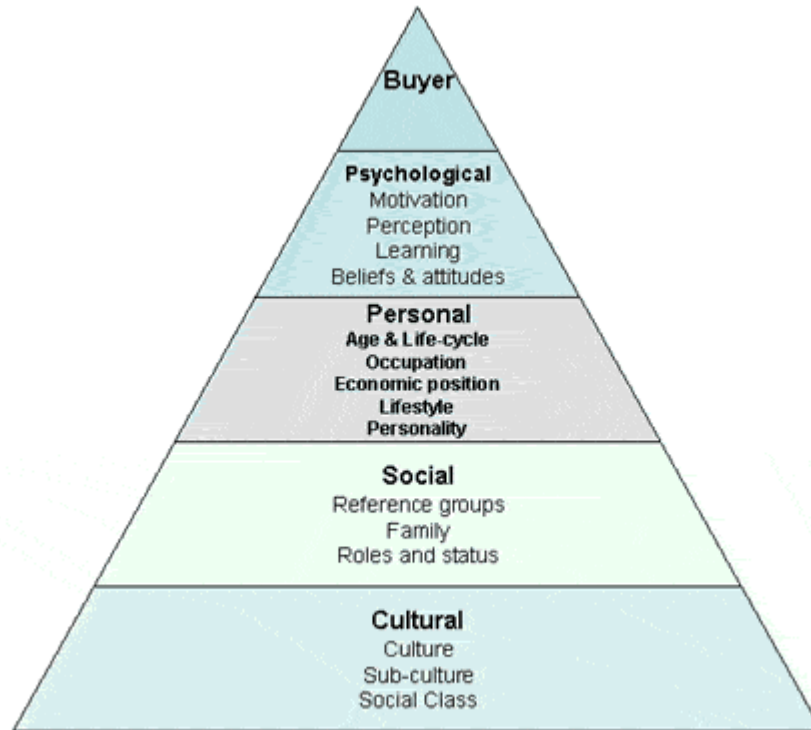 Buyer
Psychological
Motivation
Perception
Learning
Beliefs & attitudes
Personal
Age & Life-cycle
Occupation
Economic position
Lifestyle
Personality
Social
Reference groups
Family
Roles and status
Cultural
Culture
Sub-culture
Social Class